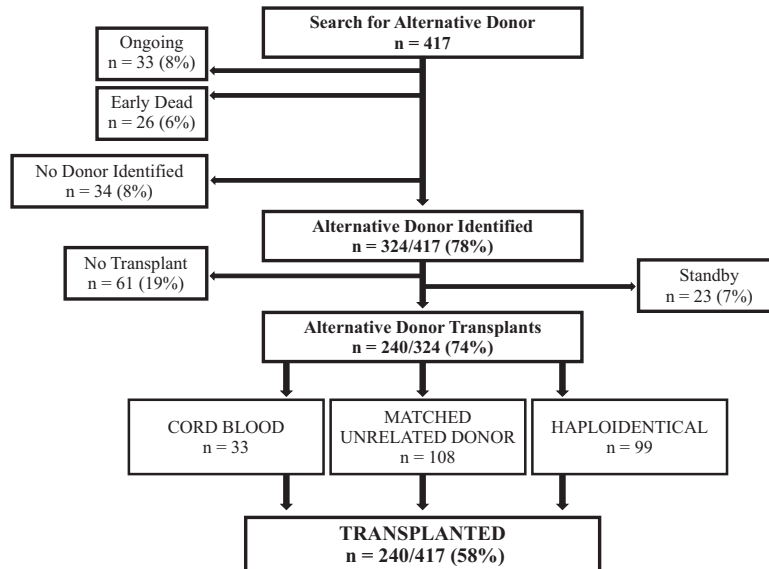 Search for Alternative Donor
n = 417
Ongoing
n = 33 (8%)
Early Dead
n = 26 (6%)
No Donor Identified
n = 34 (8%)
Alternative Donor Identified
n = 324/417 (78%)
No Transplant
n = 61 (19%)
Standby
n = 23 (7%)
Alternative Donor Transplants
n = 240/324 (74%)
CORD BLOOD
n = 33
MATCHED
UNRELATED DONOR
n = 108
HAPLOIDENTICAL
n = 99
TRANSPLANTED
n = 240/417 (58%)